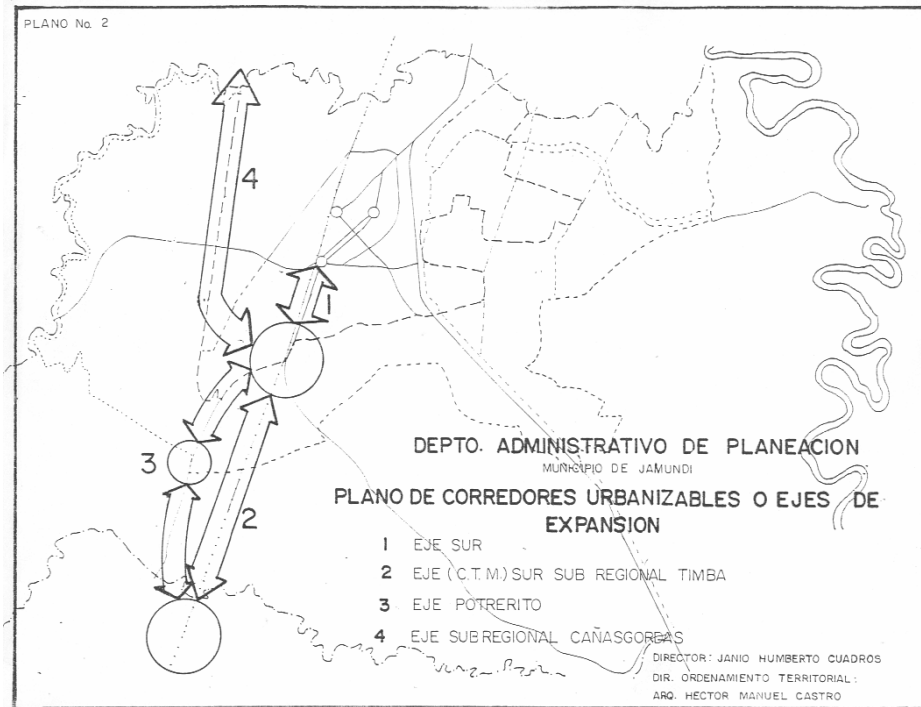 PLANO No. 2
4
1
3
2
DEPTO. ADMINISTRATIVO DE PLANEACION
MUNICIPIO DE JAMUNDI
PLANO DE CORREDORES URBANIZABLES O EJES DE
EXPANSION
1 EJE SUR
2 EJE (C.T.M.) SUR SUB REGIONAL TIMBA
3 EJE POTRERITO
4 EJE SUBREGIONAL CAÑASGORDAS
DIRECTOR: JANIO HUMBERTO CUADROS
DIR. ORDENAMIENTO TERRITORIAL:
ARQ. HECTOR MANUEL CASTRO